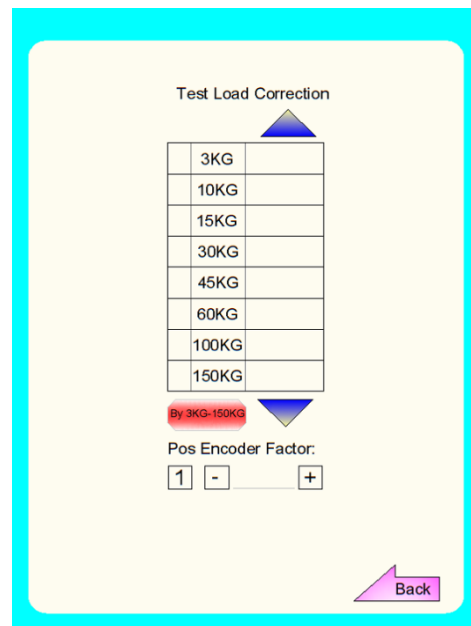 Test Load Correction
3KG
10KG
15KG
30KG
45KG
60KG
100KG
150KG
By 3KG-150KG
Pos Encoder Factor:
1 - +
Back